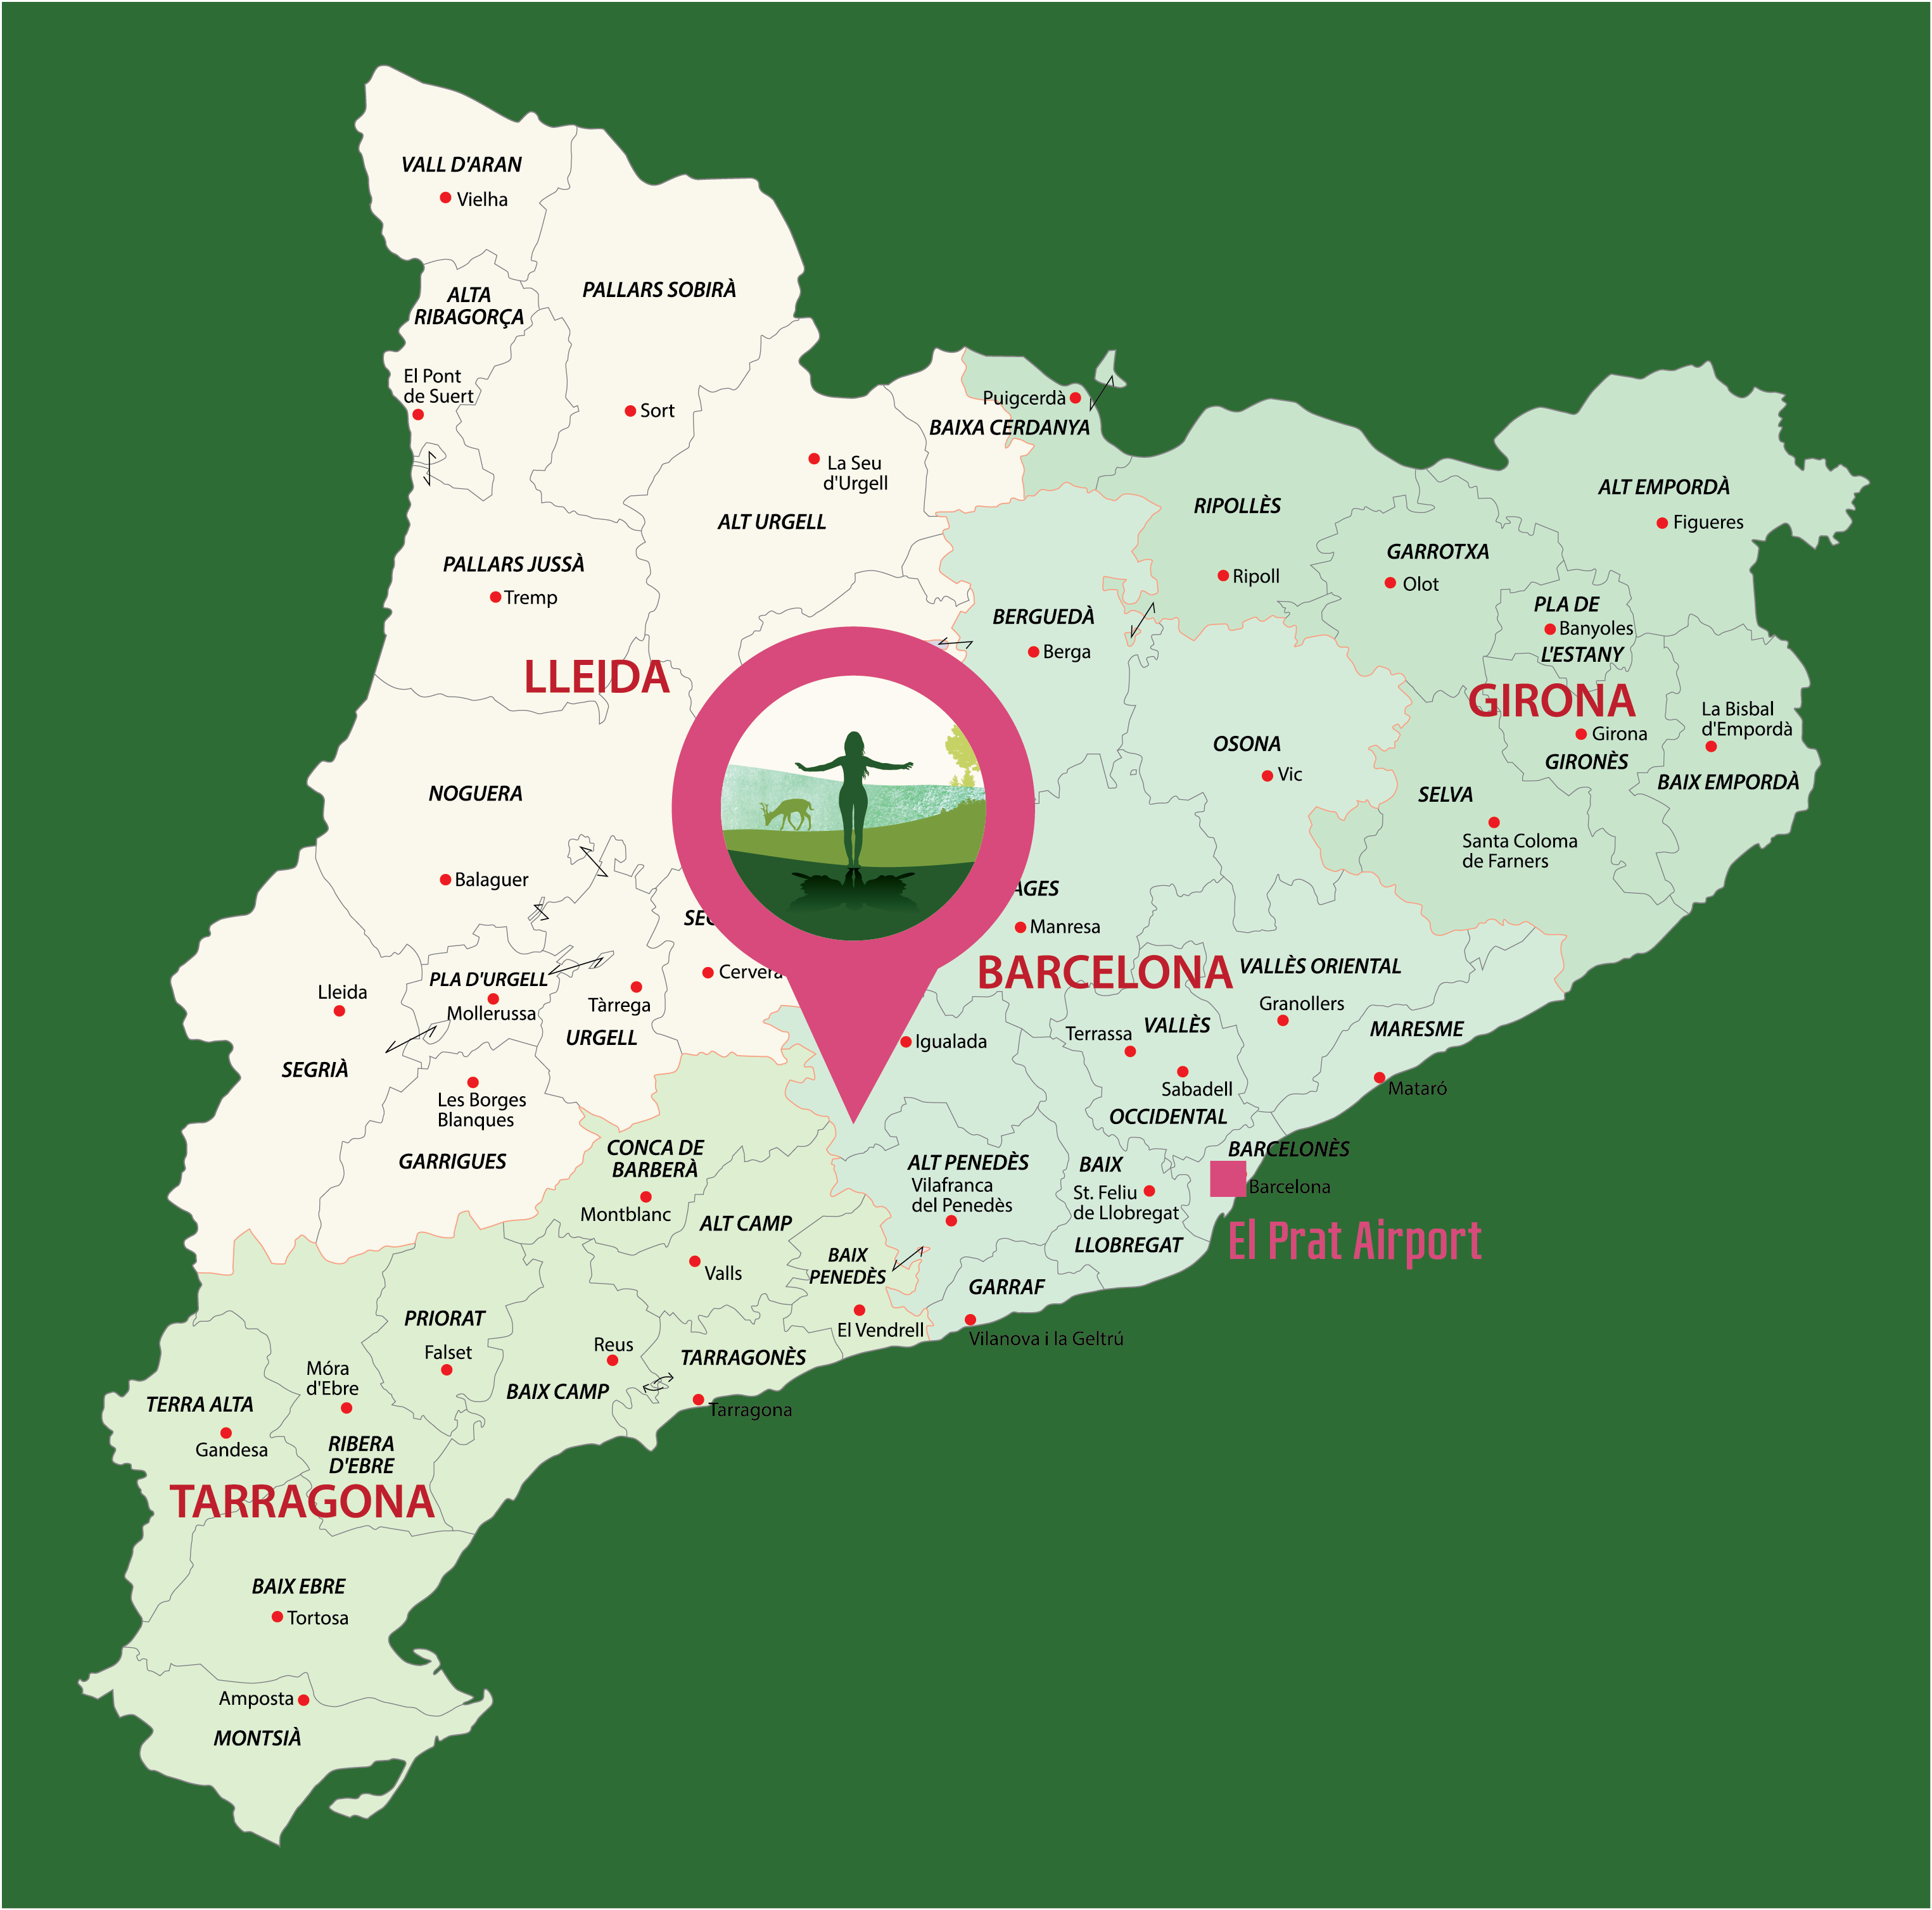 VALL D'ARAN
Vielha
ALTA
RIBAGORÇA
PALLARS SOBIRÀ
El Pont
de Suert
Sort
Puigcerdà
BAIXA CERDANYA
La Seu
d'Urgell
ALT URGELL
ALT EMPORDÀ
Figueres
RIPOLLÈS
Ripoll
GARROTXA
Olot
PALLARS JUSSÀ
Tremp
PLA DE
Banyoles
L'ESTANY
BERGUEDÀ
Berga
LLEIDA
GIRONA
Girona
GIRONÈS
La Bisbal
d'Empordà
BAIX EMPORDÀ
OSONA
Vic
NOGUERA
Balaguer
SELVA
Santa Coloma
de Farners
AGES
Manresa
BARCELONA
SEG
Cervera
PLA D'URGELL
Mollerussa
Tàrrega
URGELL
Lleida
SEGRIÀ
VALLÈS ORIENTAL
Granollers
MARESME
Mataró
Igualada
Terrassa
VALLÈS
Sabadell
OCCIDENTAL
Les Borges
Blanques
GARRIGUES
CONCA DE
BARBERÀ
Montblanc
ALT CAMP
Valls
ALT PENEDÈS
Vilafranca
del Penedès
BAIX
St. Feliu
de Llobregat
LLOBREGAT
BARCELONÈS
Barcelona
El Prat Airport
BAIX
PENEDÈS
El Vendrell
GARRAF
Vilanova i la Geltrú
PRIORAT
Falset
Reus
BAIX CAMP
TARRAGONÈS
Tarragona
Móra
d'Ebre
RIBERA
D'EBRE
TERRA ALTA
Gandesa
TARRAGONA
BAIX EBRE
Tortosa
Amposta
MONTSIÀ